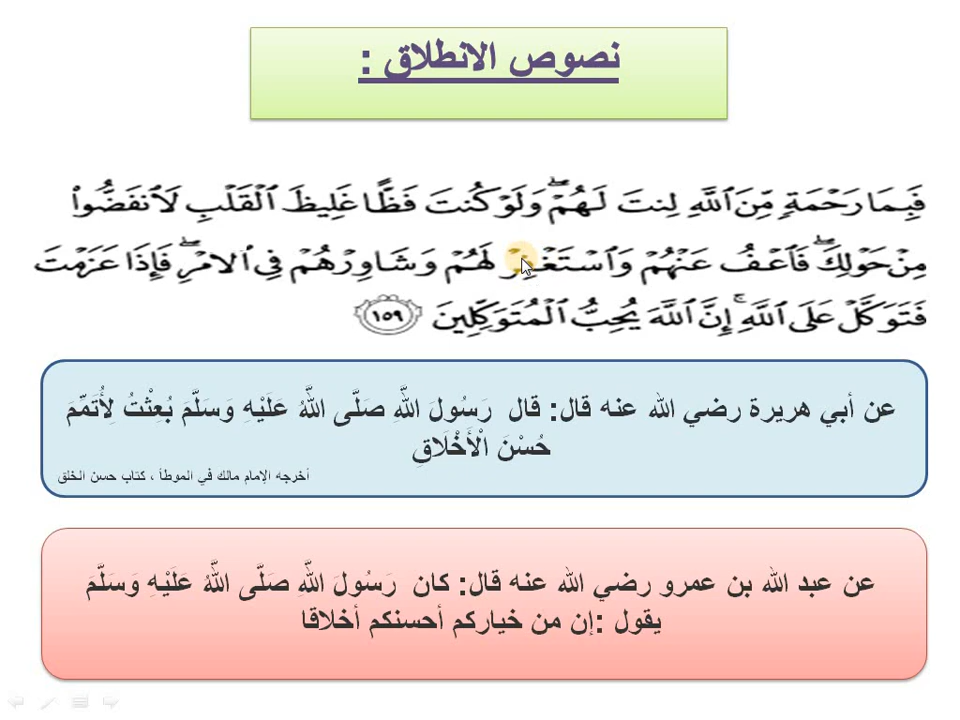 نصوص الانطلاق :
فَبِمَا رَحْمَةٍ مِّنَ ٱللَّهِ لِنتَ لَهُمْۖ وَلَوْ كُنتَ فَظًّا غَلِيظَ ٱلْقَلْبِ لَٱنفَضُّوا۟
مِنْ حَوْلِكَۖ فَٱعْفُ عَنْهُمْ وَٱسْتَغْفِرْ لَهُمْ وَشَاوِرْهُمْ فِي ٱلَامْرِۖ فَإِذَا عَزَمْتَ
فَتَوَكَّلْ عَلَى ٱللَّهِۚ إِنَّ ٱللَّهَ يُحِبُّ ٱلْمُتَوَكِّلِينَ ١٥٩
عن أبي هريرة رضي الله عنه قال: قال رَسُولَ اللَّهِ صَلَّى اللَّهُ عَلَيْهِ وَسَلَّمَ بُعِثْتُ لِأُتَمِّمَ
حُسْنَ الْأَخْلَاقِ
أخرجه الإمام مالك في الموطأ ، كتاب حسن الخلق
عن عبد الله بن عمرو رضي الله عنه قال: كان رَسُولَ اللَّهِ صَلَّى اللَّهُ عَلَيْهِ وَسَلَّمَ
يقول :إن من خياركم أحسنكم أخلاقا